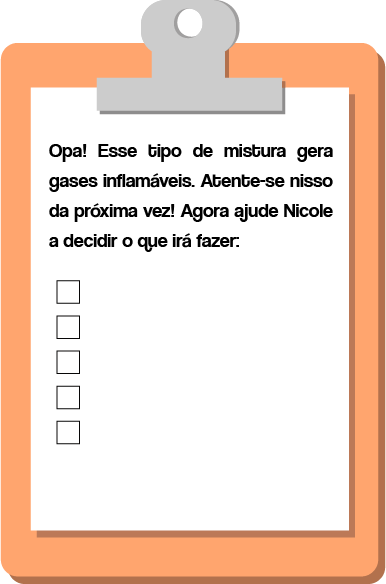 Opa! Esse tipo de mistura gera
gases inflamáveis. Atente-se nisso
da próxima vez! Agora ajude Nicole
a decidir o que irá fazer: